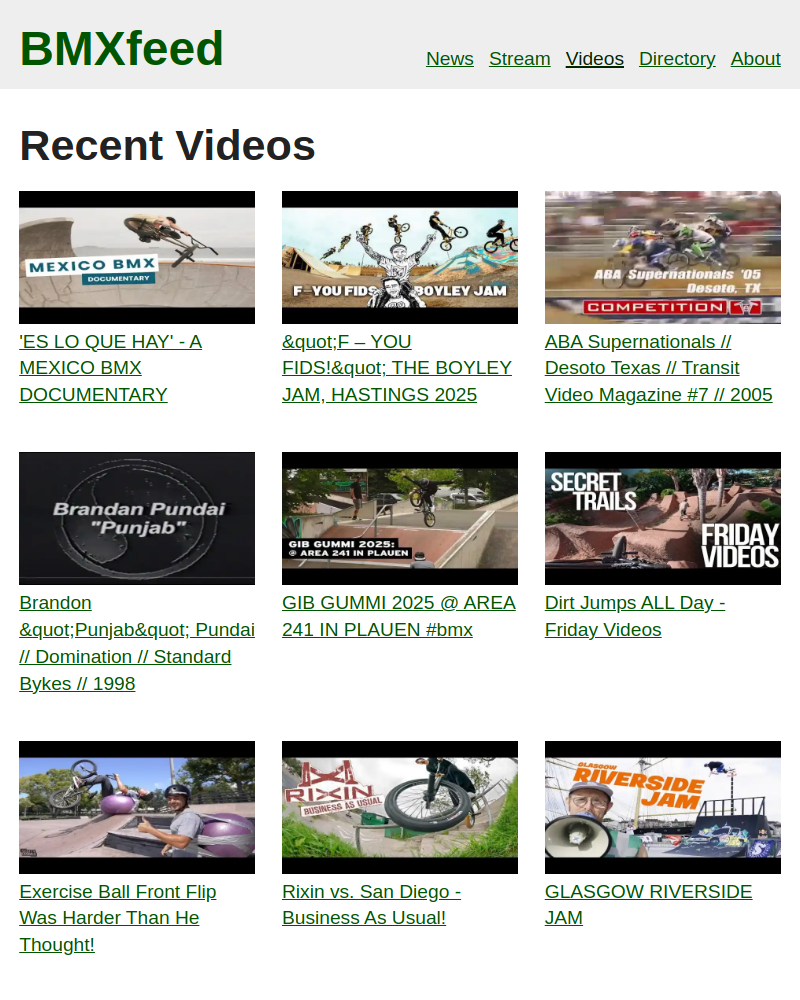 BMXfeed
News Stream Videos Directory About
Recent Videos
MEXICO BMX
DOCUMENTARY
'ES LO QUE HAY' - A
MEXICO BMX
DOCUMENTARY
F—YOU FIDS BOYLEY JAM
&quot;F – YOU
FIDS!&quot; THE BOYLEY
JAM, HASTINGS 2025
ABA Supernationals '05
Desoto, TX
COMPETITION
ABA Supernationals //
Desoto Texas // Transit
Video Magazine #7 // 2005
Brandan Pundai
"Punjab"
Brandon
&quot;Punjab&quot; Pundai
// Domination // Standard
Bykes // 1998
GIB GUMMI 2025:
@ AREA 241 IN PLAUEN
GIB GUMMI 2025 @ AREA
241 IN PLAUEN #bmx
SECRET
TRAILS
FRIDAY
VIDEOS
Dirt Jumps ALL Day -
Friday Videos
Exercise Ball Front Flip
Was Harder Than He
Thought!
RIXIN
BUSINESS AS USUAL
Rixin vs. San Diego -
Business As Usual!
GLASGOW
RIVERSIDE
JAM
GLASGOW RIVERSIDE
JAM